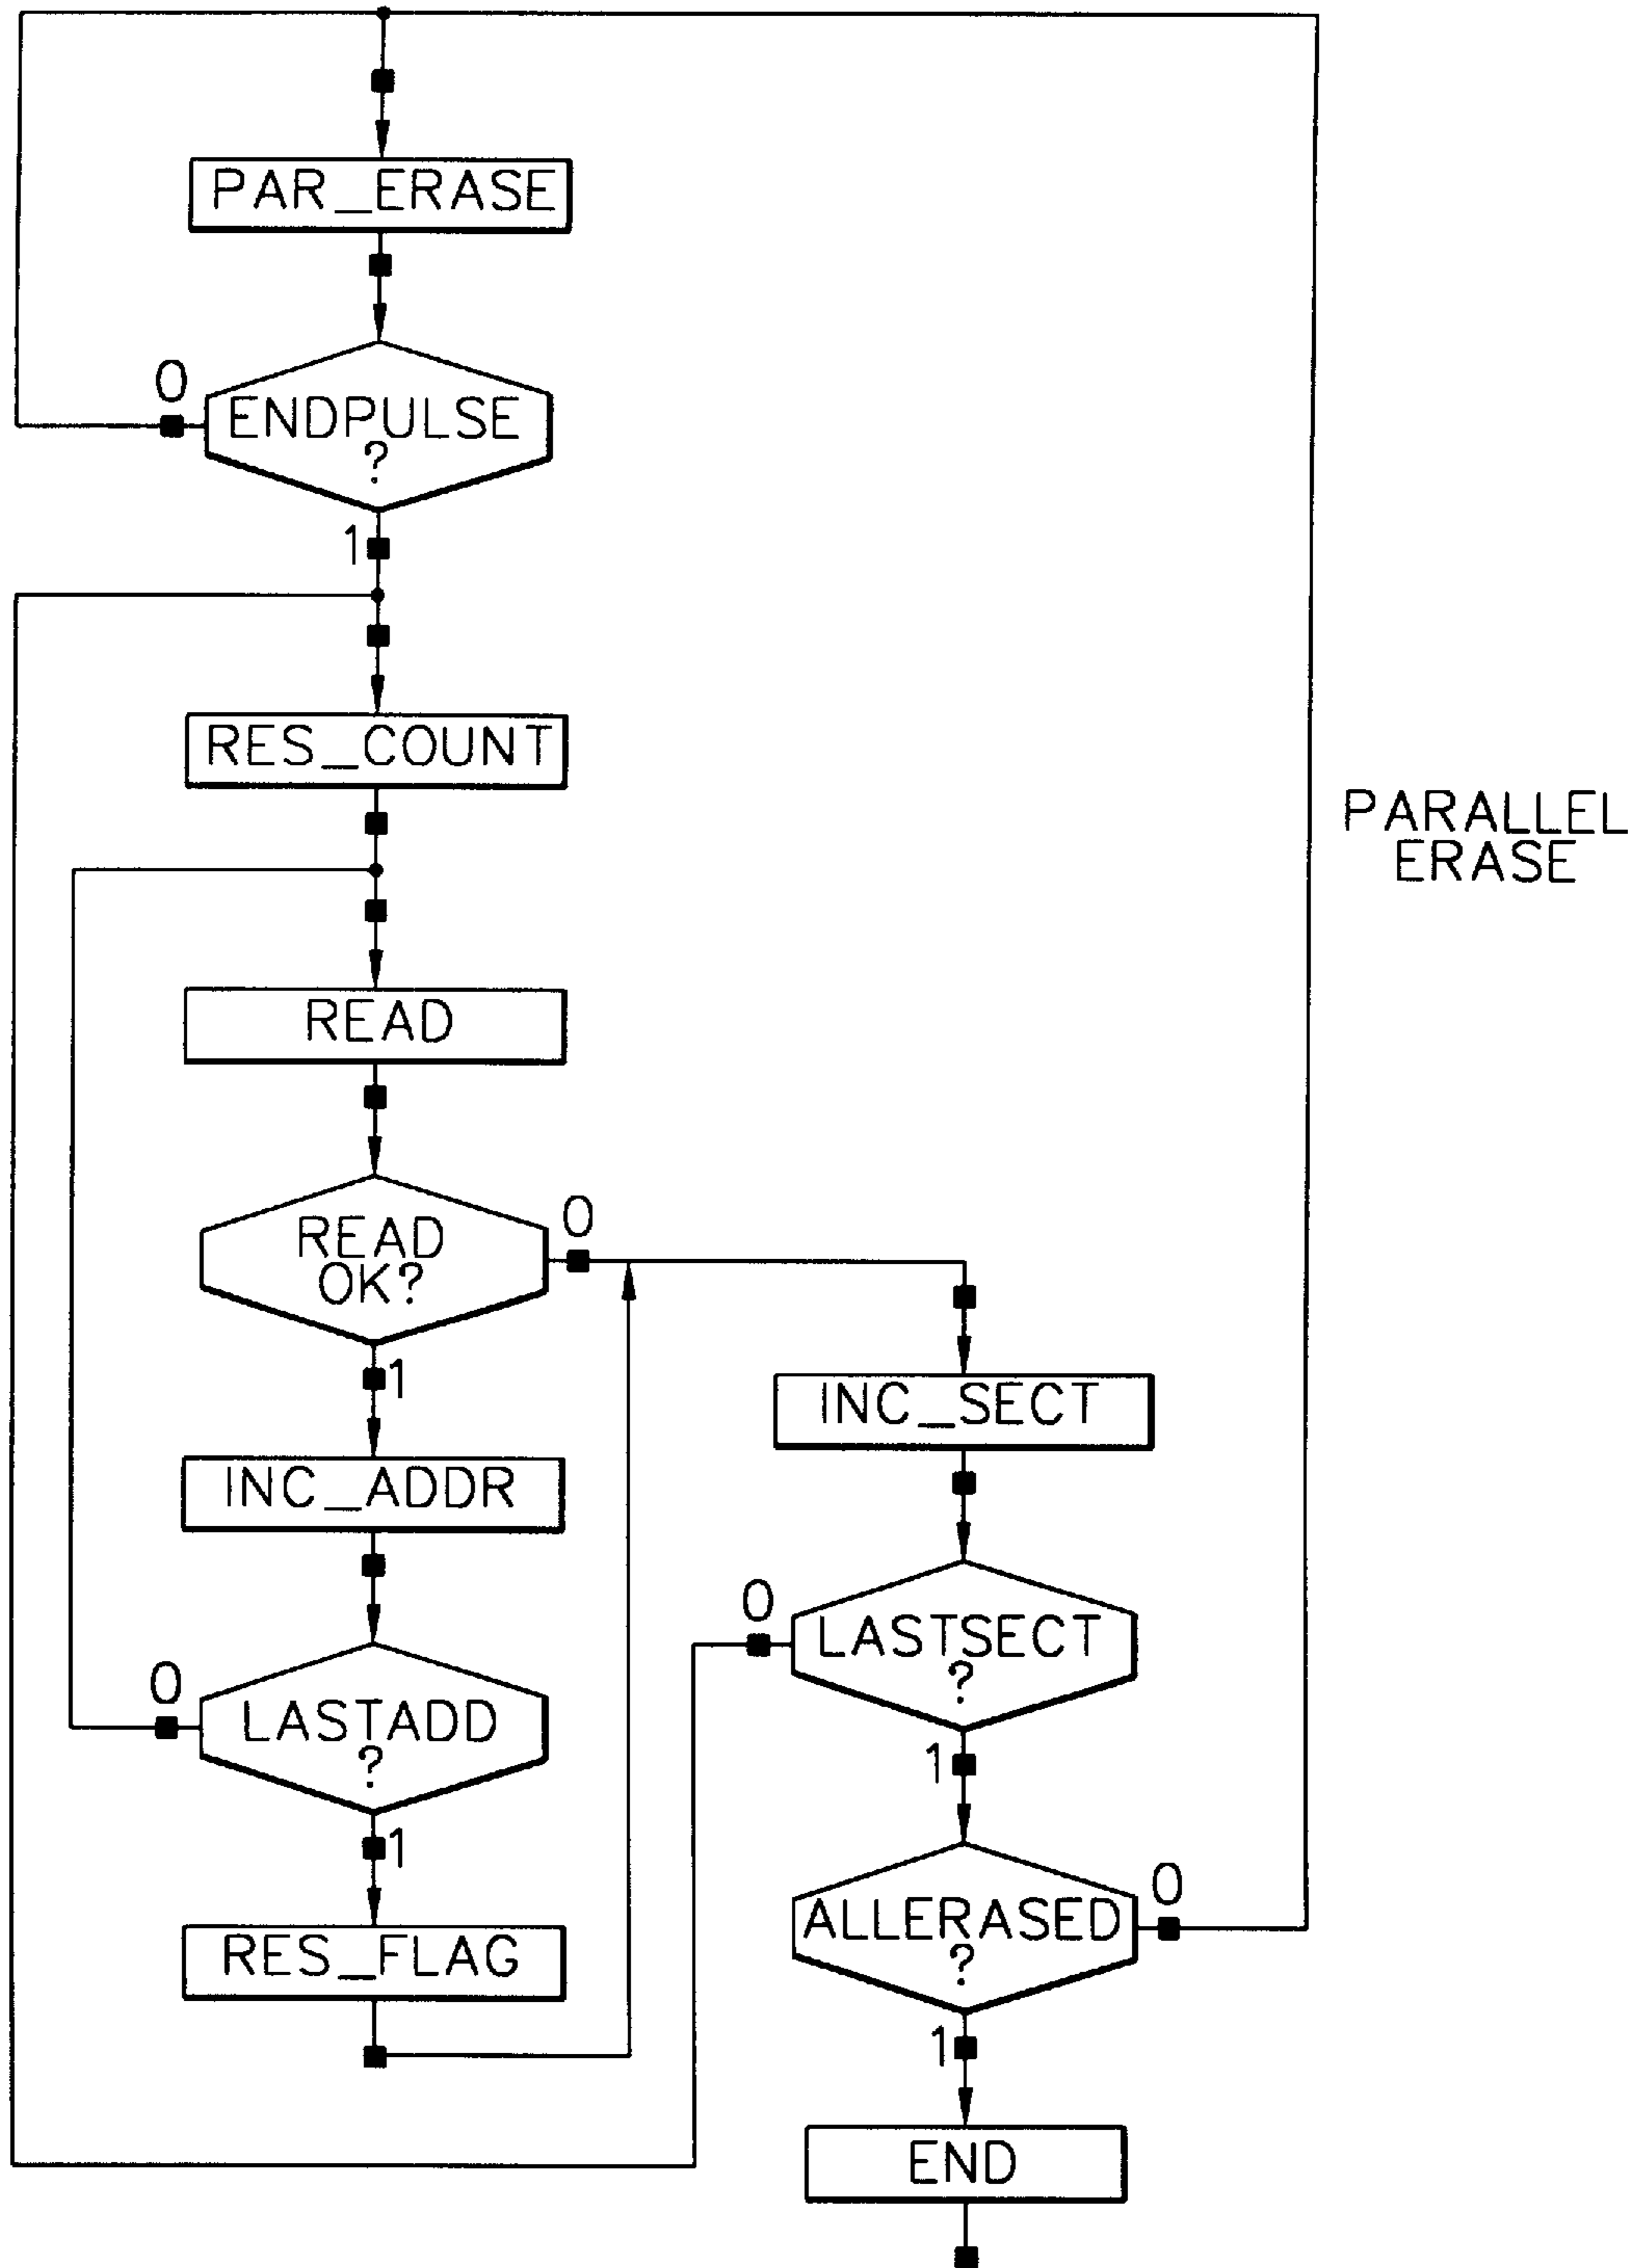 PAR_ERASE
0
ENDPULSE
?
1
RES_COUNT
PARALLEL
ERASE
READ
READ
OK?
0
1
INC_ADDR
LASTADD
?
0
1
RES_FLAG
INC_SECT
0
LASTSECT
?
1
ALLERASED
?
0
1
END